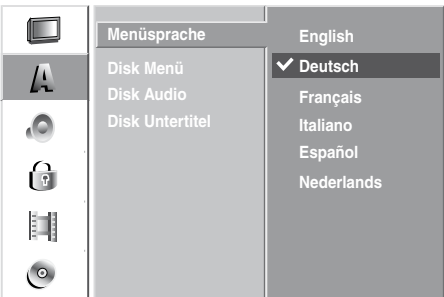 Menüsprache
Disk Menü
Disk Audio
Disk Untertitel
English
Deutsch
Français
Italiano
Español
Nederlands